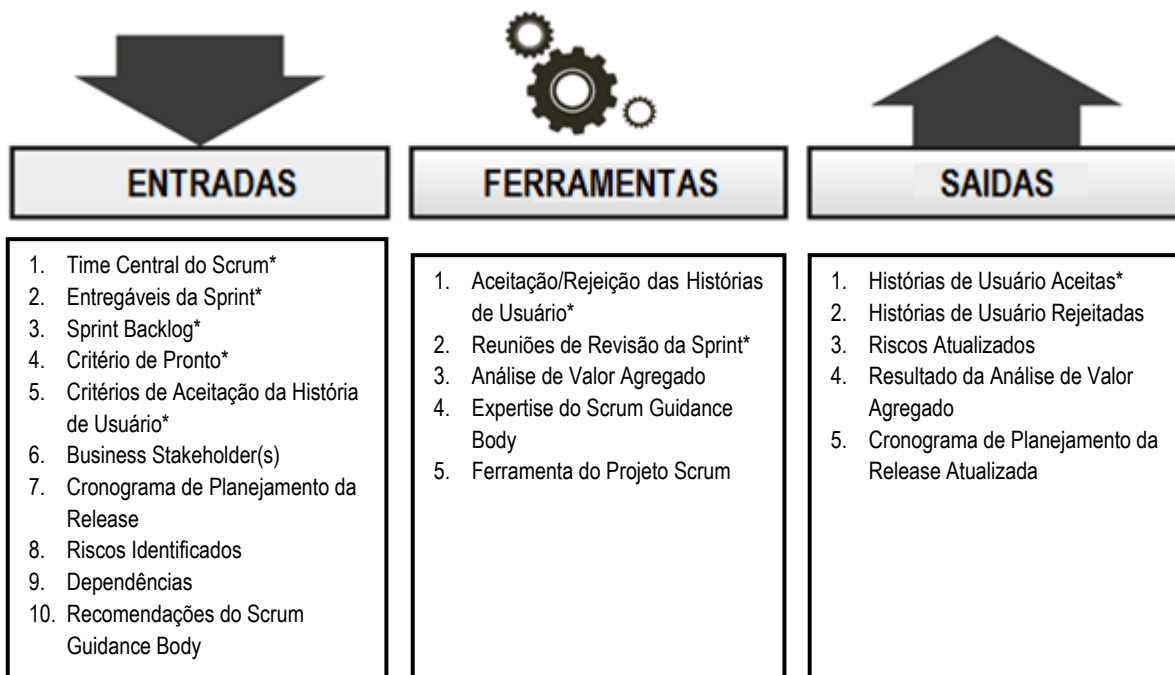 ENTRADAS
1. Time Central do Scrum*
2. Entregáveis da Sprint*
3. Sprint Backlog*
4. Critério de Pronto*
5. Critérios de Aceitação da História
de Usuário*
6. Business Stakeholder(s)
7. Cronograma de Planejamento da
Release
8. Riscos Identificados
9. Dependências
10. Recomendações do Scrum
Guidance Body
FERRAMENTAS
1. Aceitação/Rejeição das Histórias
de Usuário*
2. Reuniões de Revisão da Sprint*
3. Análise de Valor Agregado
4. Expertise do Scrum Guidance
Body
5. Ferramenta do Projeto Scrum
SAIDAS
1. Histórias de Usuário Aceitas*
2. Histórias de Usuário Rejeitadas
3. Riscos Atualizados
4. Resultado da Análise de Valor
Agregado
5. Cronograma de Planejamento da
Release Atualizada